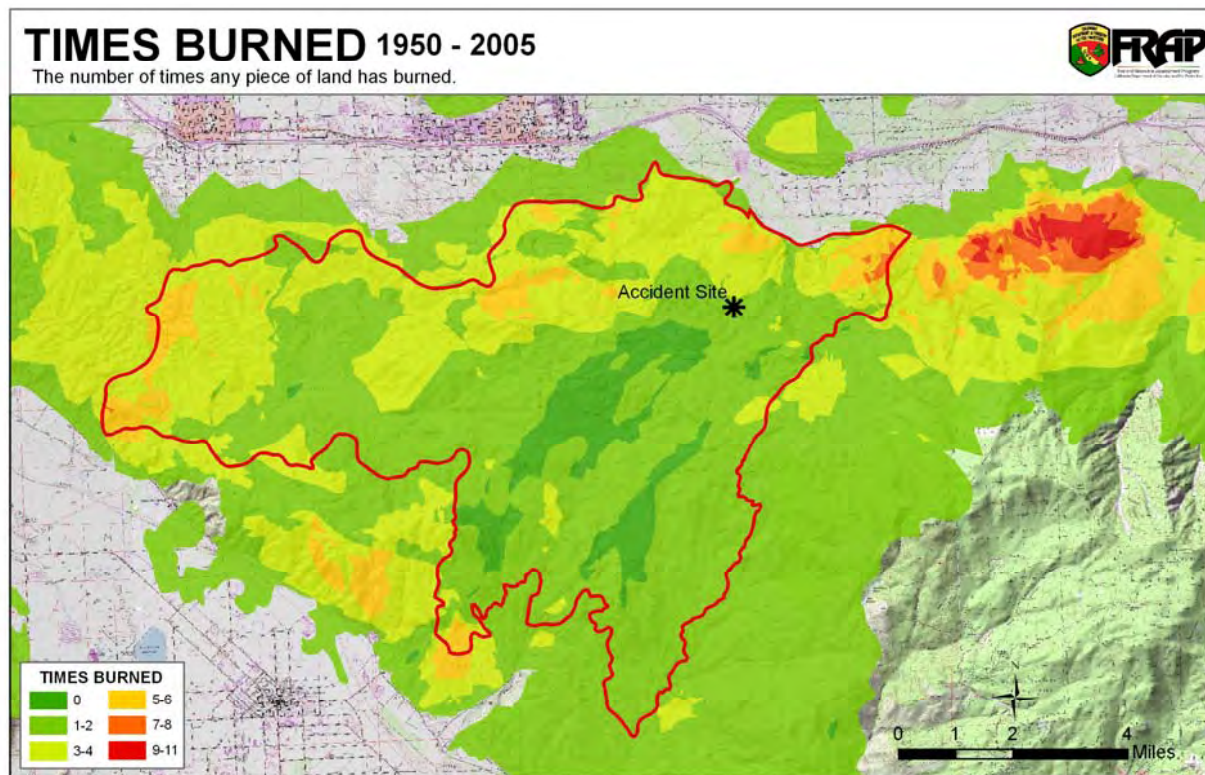 TIMES BURNED 1950 - 2005
The number of times any piece of land has burned.
FRAP
Accident Site
N
TIMES BURNED
0
1-2
3-4
5-6
7-8
9-11
0 2 4
Miles